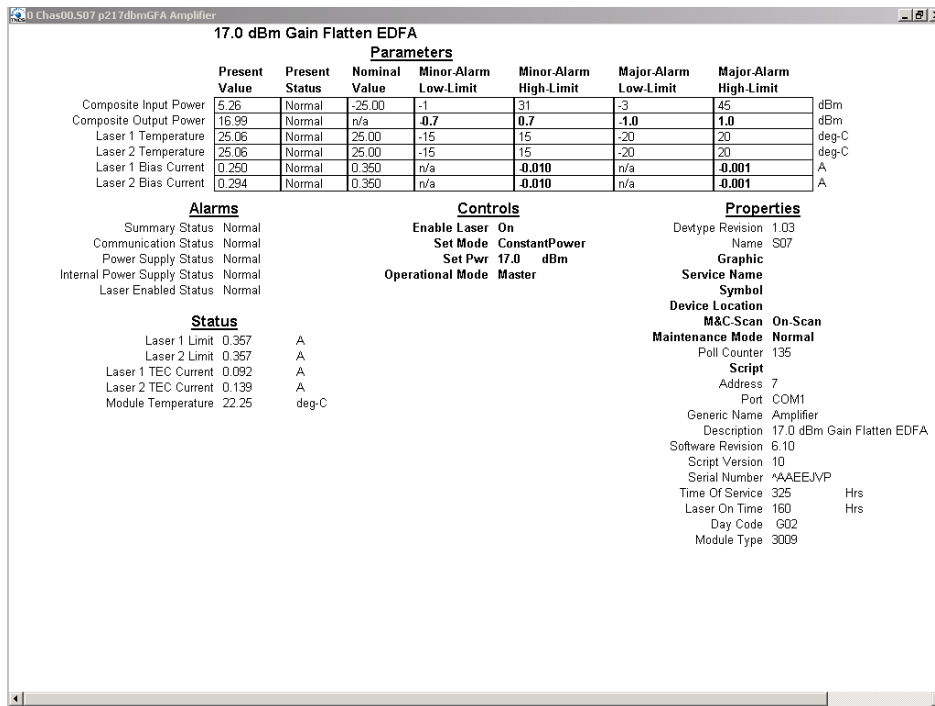 0 Chas00.S07 p217dbmGFA Amplifier
17.0 dBm Gain Flatten EDFA
Parameters
Present Present Nominal Minor-Alarm Minor-Alarm Major-Alarm Major-Alarm
Value Status Value Low-Limit High-Limit Low-Limit High-Limit
Composite Input Power 5.26 Normal -25.00 -1 31 -3 45 dBm
Composite Output Power 16.99 Normal n/a -0.7 0.7 -1.0 1.0 dBm
Laser 1 Temperature 25.06 Normal 25.00 -15 15 -20 20 deg-C
Laser 2 Temperature 25.06 Normal 25.00 -15 15 -20 20 deg-C
Laser 1 Bias Current 0.250 Normal 0.350 n/a -0.010 n/a -0.001 A
Laser 2 Bias Current 0.294 Normal 0.350 n/a -0.010 n/a -0.001 A
Alarms
Summary Status Normal
Communication Status Normal
Power Supply Status Normal
Internal Power Supply Status Normal
Laser Enabled Status Normal
Status
Laser 1 Limit 0.357 A
Laser 2 Limit 0.357 A
Laser 1 TEC Current 0.092 A
Laser 2 TEC Current 0.139 A
Module Temperature 22.25 deg-C
Controls
Enable Laser On
Set Mode ConstantPower
Set Pwr 17.0 dBm
Operational Mode Master
Properties
Devtype Revision 1.03
Name S07
Graphic
Service Name
Symbol
Device Location
M&C-Scan On-Scan
Maintenance Mode Normal
Poll Counter 135
Script
Address 7
Port COM1
Generic Name Amplifier
Description 17.0 dBm Gain Flatten EDFA
Software Revision 6.10
Script Version 10
Serial Number ^AAEEJVP
Time Of Service 325 Hrs
Laser On Time 160 Hrs
Day Code G02
Module Type 3009